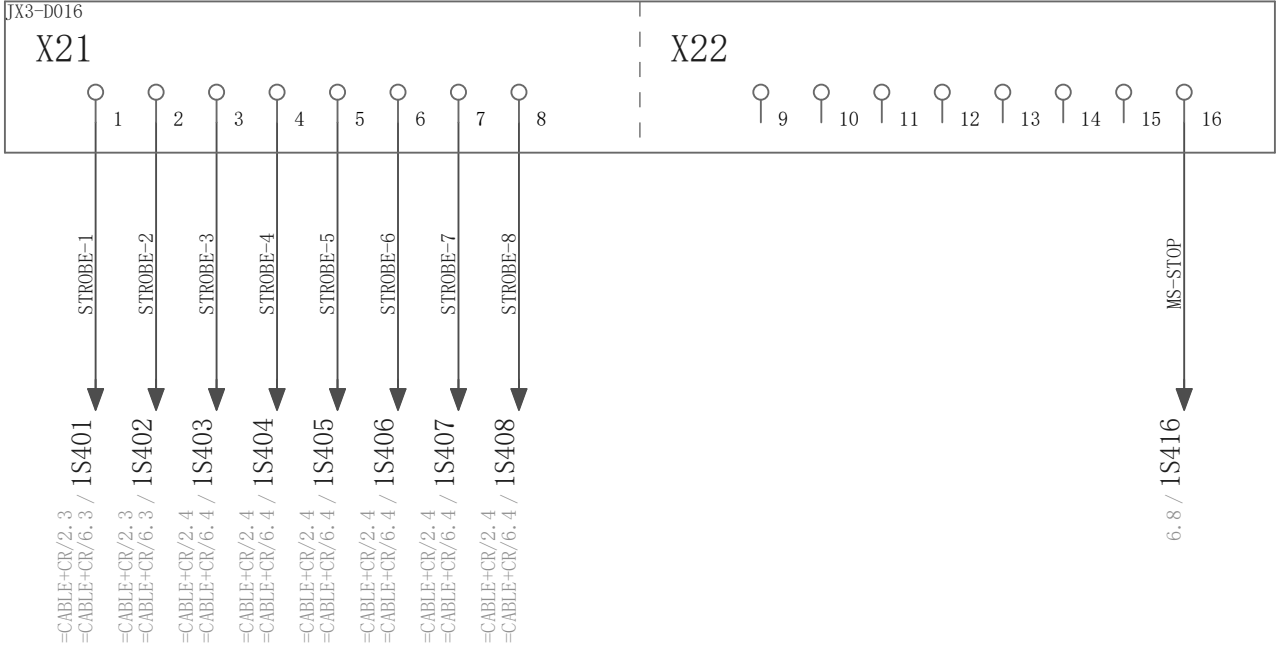 JX3-D016
X21
X22
1
2
3
4
5
6
7
8
9
10
11
12
13
14
15
16
STROBE-1
STROBE-2
STROBE-3
STROBE-4
STROBE-5
STROBE-6
STROBE-7
STROBE-8
MS-STOP
=CABLE+CR/2.3
=CABLE+CR/6.3 / 1S401
=CABLE+CR/2.3
=CABLE+CR/6.3 / 1S402
=CABLE+CR/2.4
=CABLE+CR/6.4 / 1S403
=CABLE+CR/2.4
=CABLE+CR/6.4 / 1S404
=CABLE+CR/2.4
=CABLE+CR/6.4 / 1S405
=CABLE+CR/2.4
=CABLE+CR/6.4 / 1S406
=CABLE+CR/2.4
=CABLE+CR/6.4 / 1S407
=CABLE+CR/2.4
=CABLE+CR/6.4 / 1S408
6.8 / 1S416